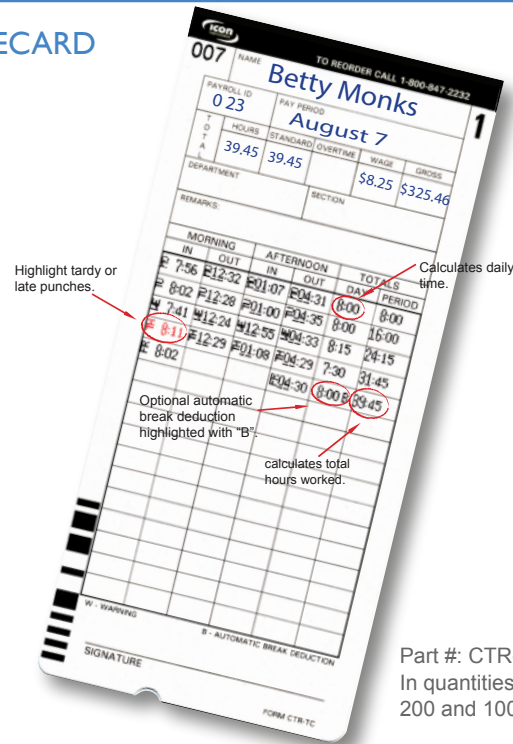 ECARD
icon
TO REORDER CALL 1-800-847-2232
007 NAME Betty Monks 1
PAYROLL ID PAY PERIOD
0 23 August 7
TOTAL HOURS STANDARD OVERTIME WAGE GROSS
39.45 39.45 $8.25 $325.46
DEPARTMENT SECTION
REMARKS:
MORNING AFTERNOON TOTALS
IN OUT IN OUT DAY PERIOD
7:56 12:32 01:07 04:31 8:00 8:00
8:02 12:28 01:00 04:35 8:00 16:00
7:41 12:24 12:55 04:33 8:15 24:15
8:11 12:29 01:08 04:29 7:30 31:45
8:02 04:30 8:00 B 39:45
Highlight tardy or
late punches.
Calculates daily
time.
Optional automatic
break deduction
highlighted with "B".
calculates total
hours worked.
W - WARNING
B - AUTOMATIC BREAK DEDUCTION
SIGNATURE
FORM CTR-TC
Part #: CTR
In quantities
200 and 100